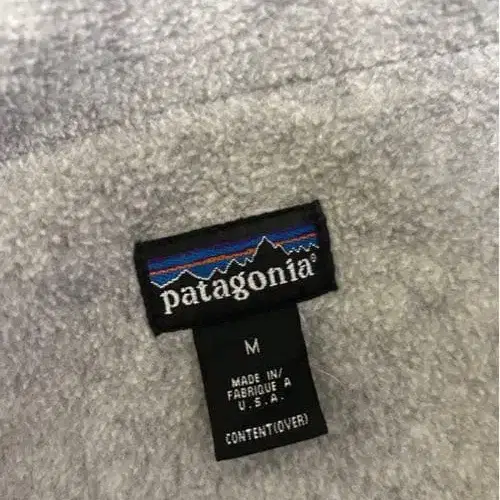 patagonia®
M
MADE IN/
FABRIQUE A
U.S.A.
CONTENT(OVER)